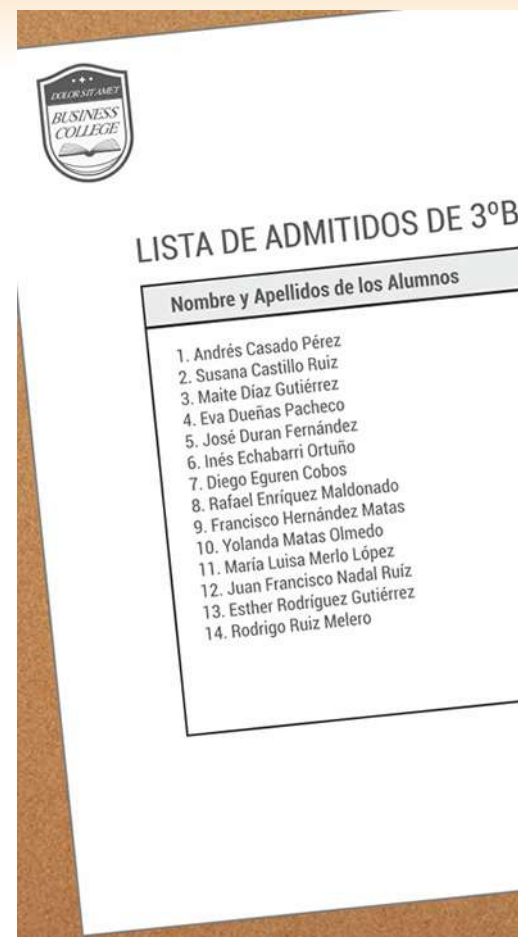 DOLOR SIT AMET
BUSINESS
COLLEGE
LISTA DE ADMITIDOS DE 3ºB
Nombre y Apellidos de los Alumnos
1. Andrés Casado Pérez
2. Susana Castillo Ruiz
3. Maite Díaz Gutiérrez
4. Eva Dueñas Pacheco
5. José Duran Fernández
6. Inés Echabarri Ortuño
7. Diego Eguren Cobos
8. Rafael Enríquez Maldonado
9. Francisco Hernández Matas
10. Yolanda Matas Olmedo
11. María Luisa Merlo López
12. Juan Francisco Nadal Ruíz
13. Esther Rodríguez Gutiérrez
14. Rodrigo Ruiz Melero